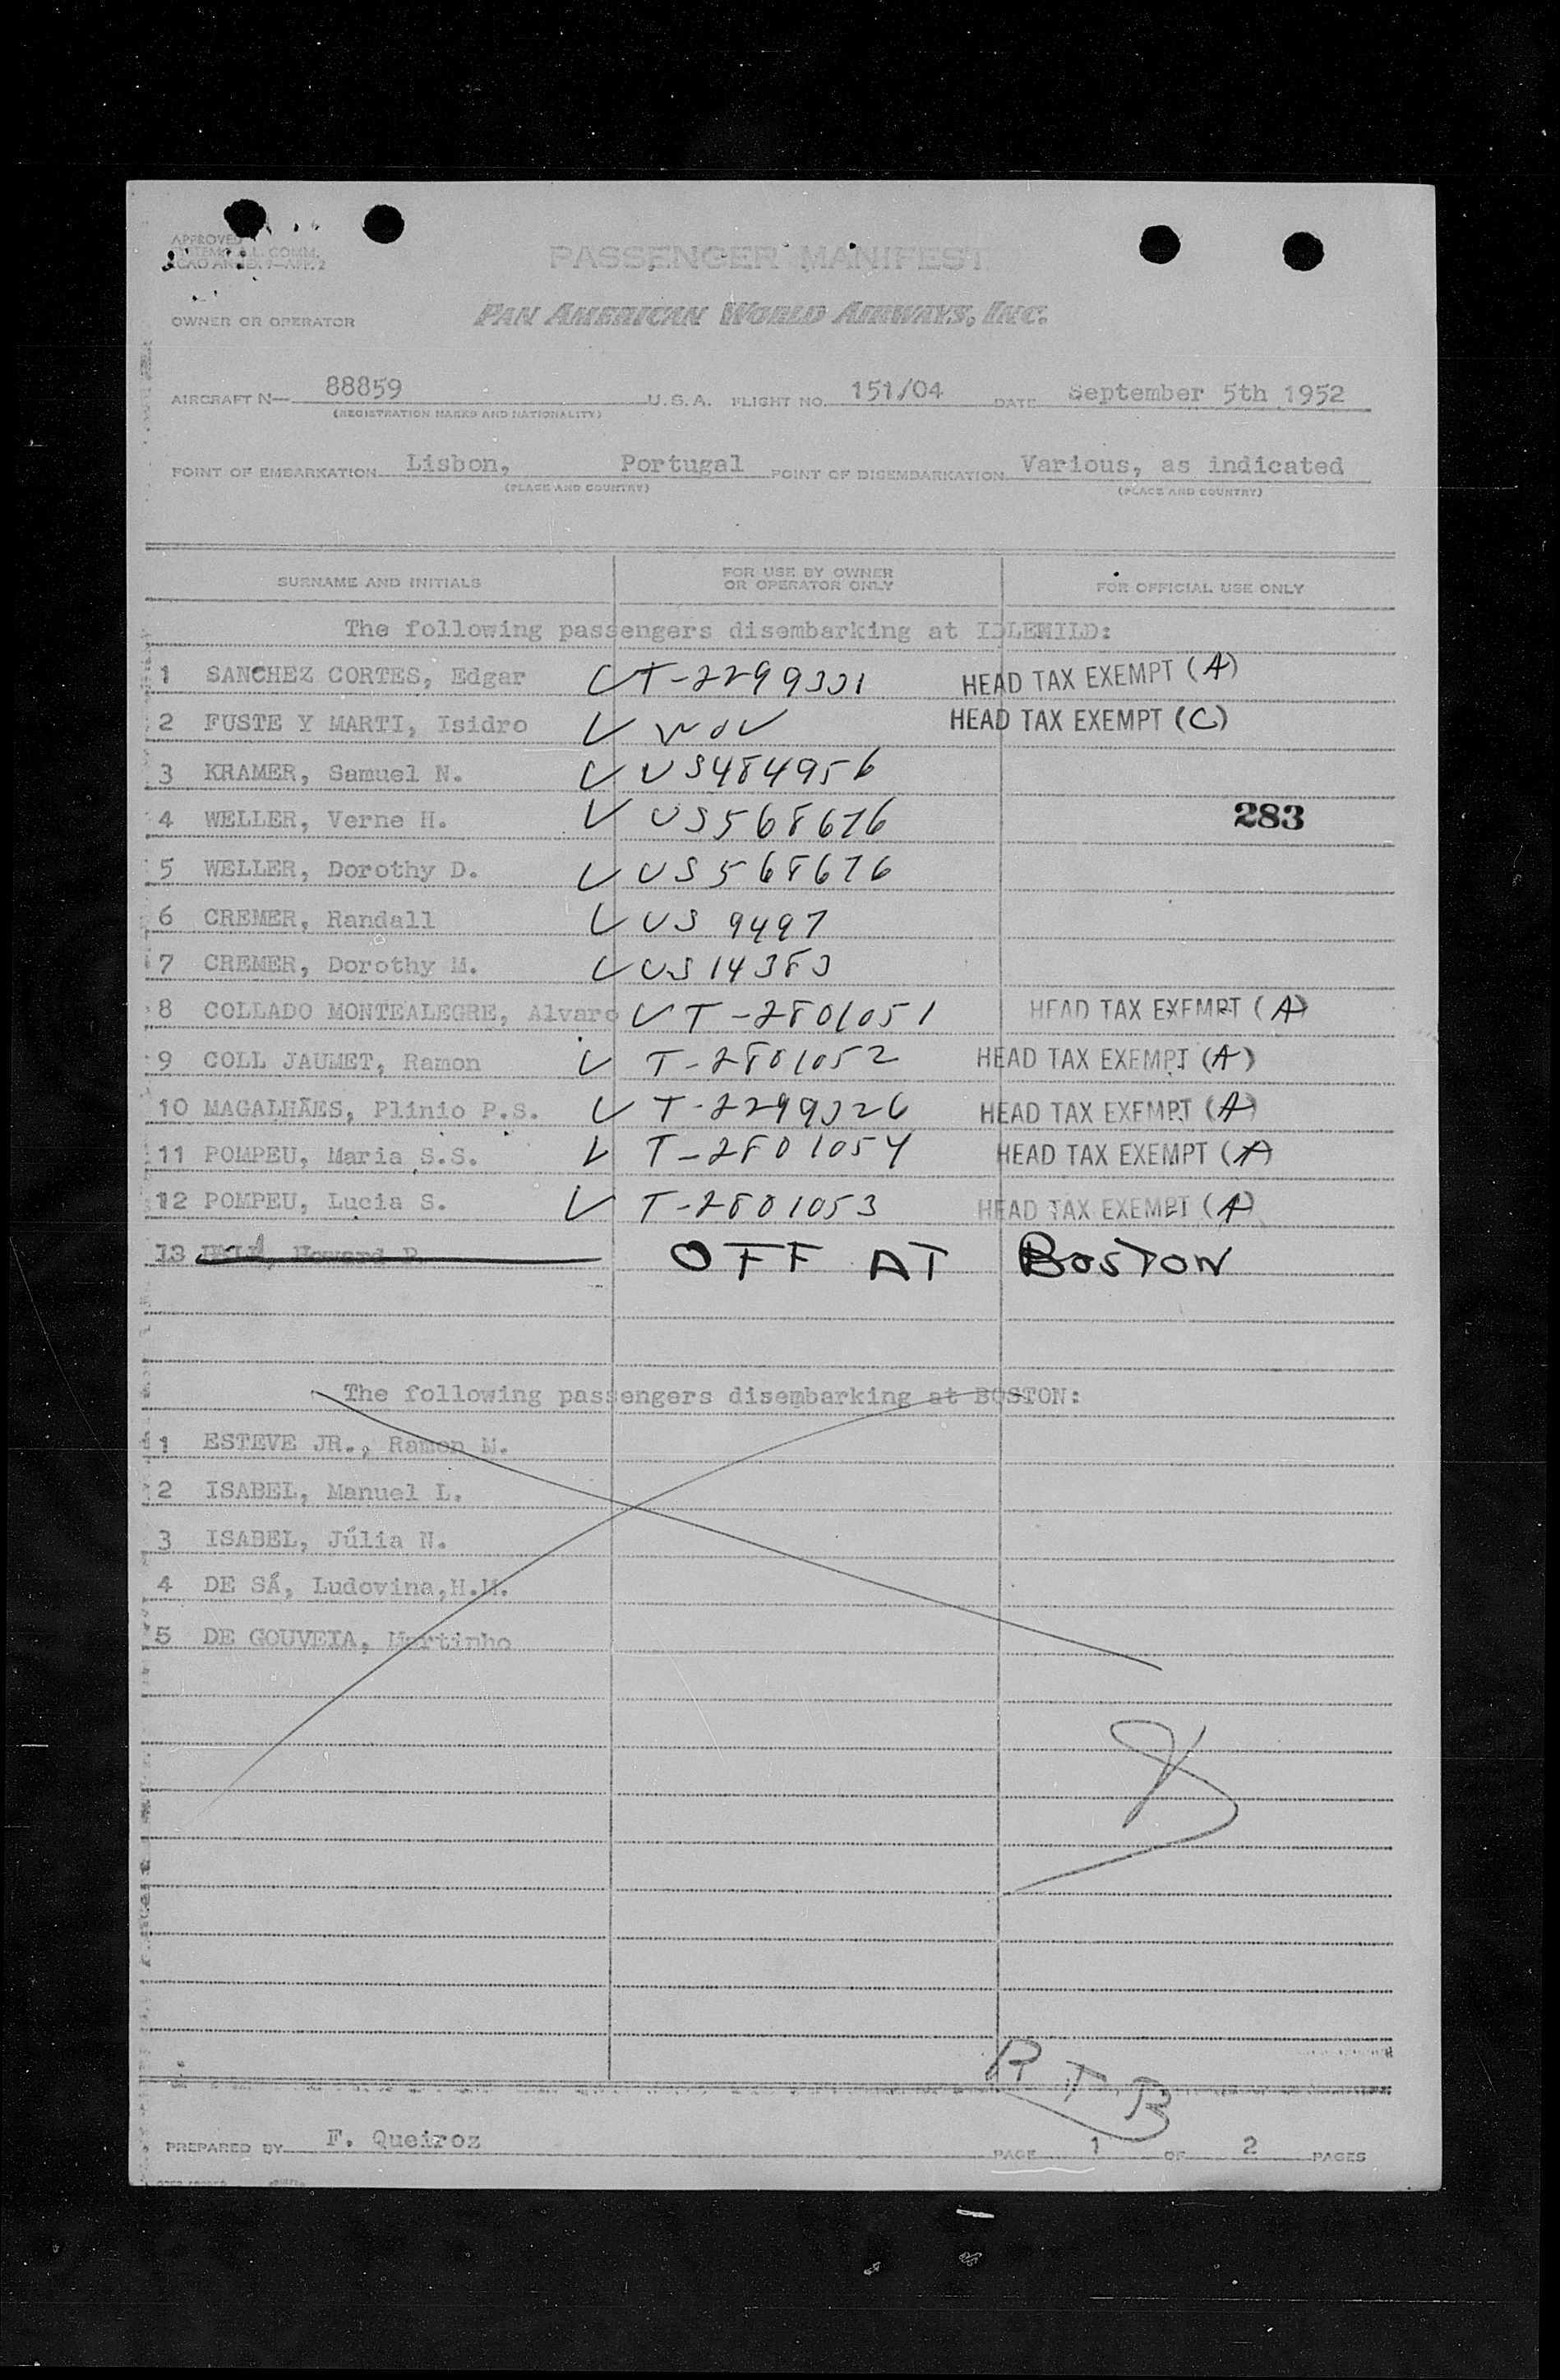 APPROVED
PASSENGER MANIFEST
PAN AMERICAN WORLD AIRWAYS, INC.
OWNER OR OPERATOR
AIRCRAFT N— 88859 U.S.A. FLIGHT NO. 151/04 DATE September 5th 1952
(REGISTRATION MARKS AND NATIONALITY)
POINT OF EMBARKATION Lisbon, Portugal POINT OF DISEMBARKATION Various, as indicated
(PLACE AND COUNTRY) (PLACE AND COUNTRY)
SURNAME AND INITIALS FOR USE BY OWNER OR OPERATOR ONLY FOR OFFICIAL USE ONLY
The following passengers disembarking at IDLEWILD:
1 SANCHEZ CORTES, Edgar T-2299331 HEAD TAX EXEMPT (A)
2 FUSTE Y MARTI, Isidro HEAD TAX EXEMPT (C)
3 KRAMER, Samuel N. US484956
4 WELLER, Verne H. US568676 283
5 WELLER, Dorothy D. US568676
6 CREMER, Randall US 9497
7 CREMER, Dorothy M. US14383
8 COLLADO MONTEALEGRE, Alvaro T-2801051 HEAD TAX EXEMPT (A)
9 COLL JAUMET, Ramon T-2801052 HEAD TAX EXEMPT (A)
10 MAGALHÃES, Plinio P.S. T-2299326 HEAD TAX EXEMPT (A)
11 POMPEU, Maria S.S. T-2801054 HEAD TAX EXEMPT (A)
12 POMPEU, Lucia S. T-2801053 HEAD TAX EXEMPT (A)
13 Howard OFF AT BOSTON
The following passengers disembarking at BOSTON:
1 ESTEVE JR., Ramon M.
2 ISABEL, Manuel L.
3 ISABEL, Júlia N.
4 DE SÁ, Ludovina,H.M.
5 DE GOUVEIA, Martinho
RTB
PREPARED BY F. Queiroz PAGE 1 OF 2 PAGES